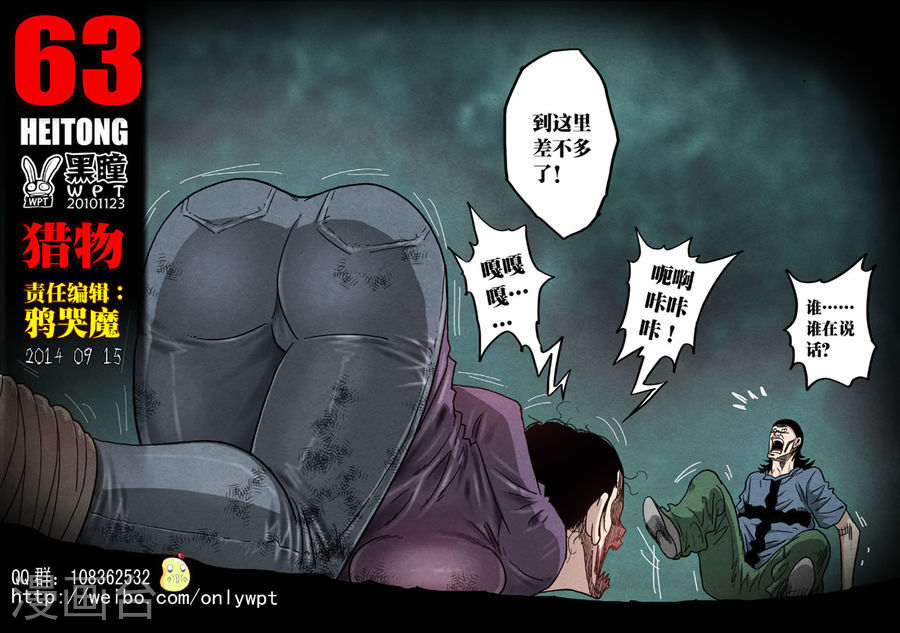 63
HEITONG
WPT
黑瞳
WPT
20101123
猎物
责任编辑：
鸦哭魔
2014 09 15
到这里
差不多
了！
嘎嘎
嘎……
……
呃啊
咔咔
咔！
谁……
谁在说
话？
QQ群：108362532
http://weibo.com/onlywpt
漫画台